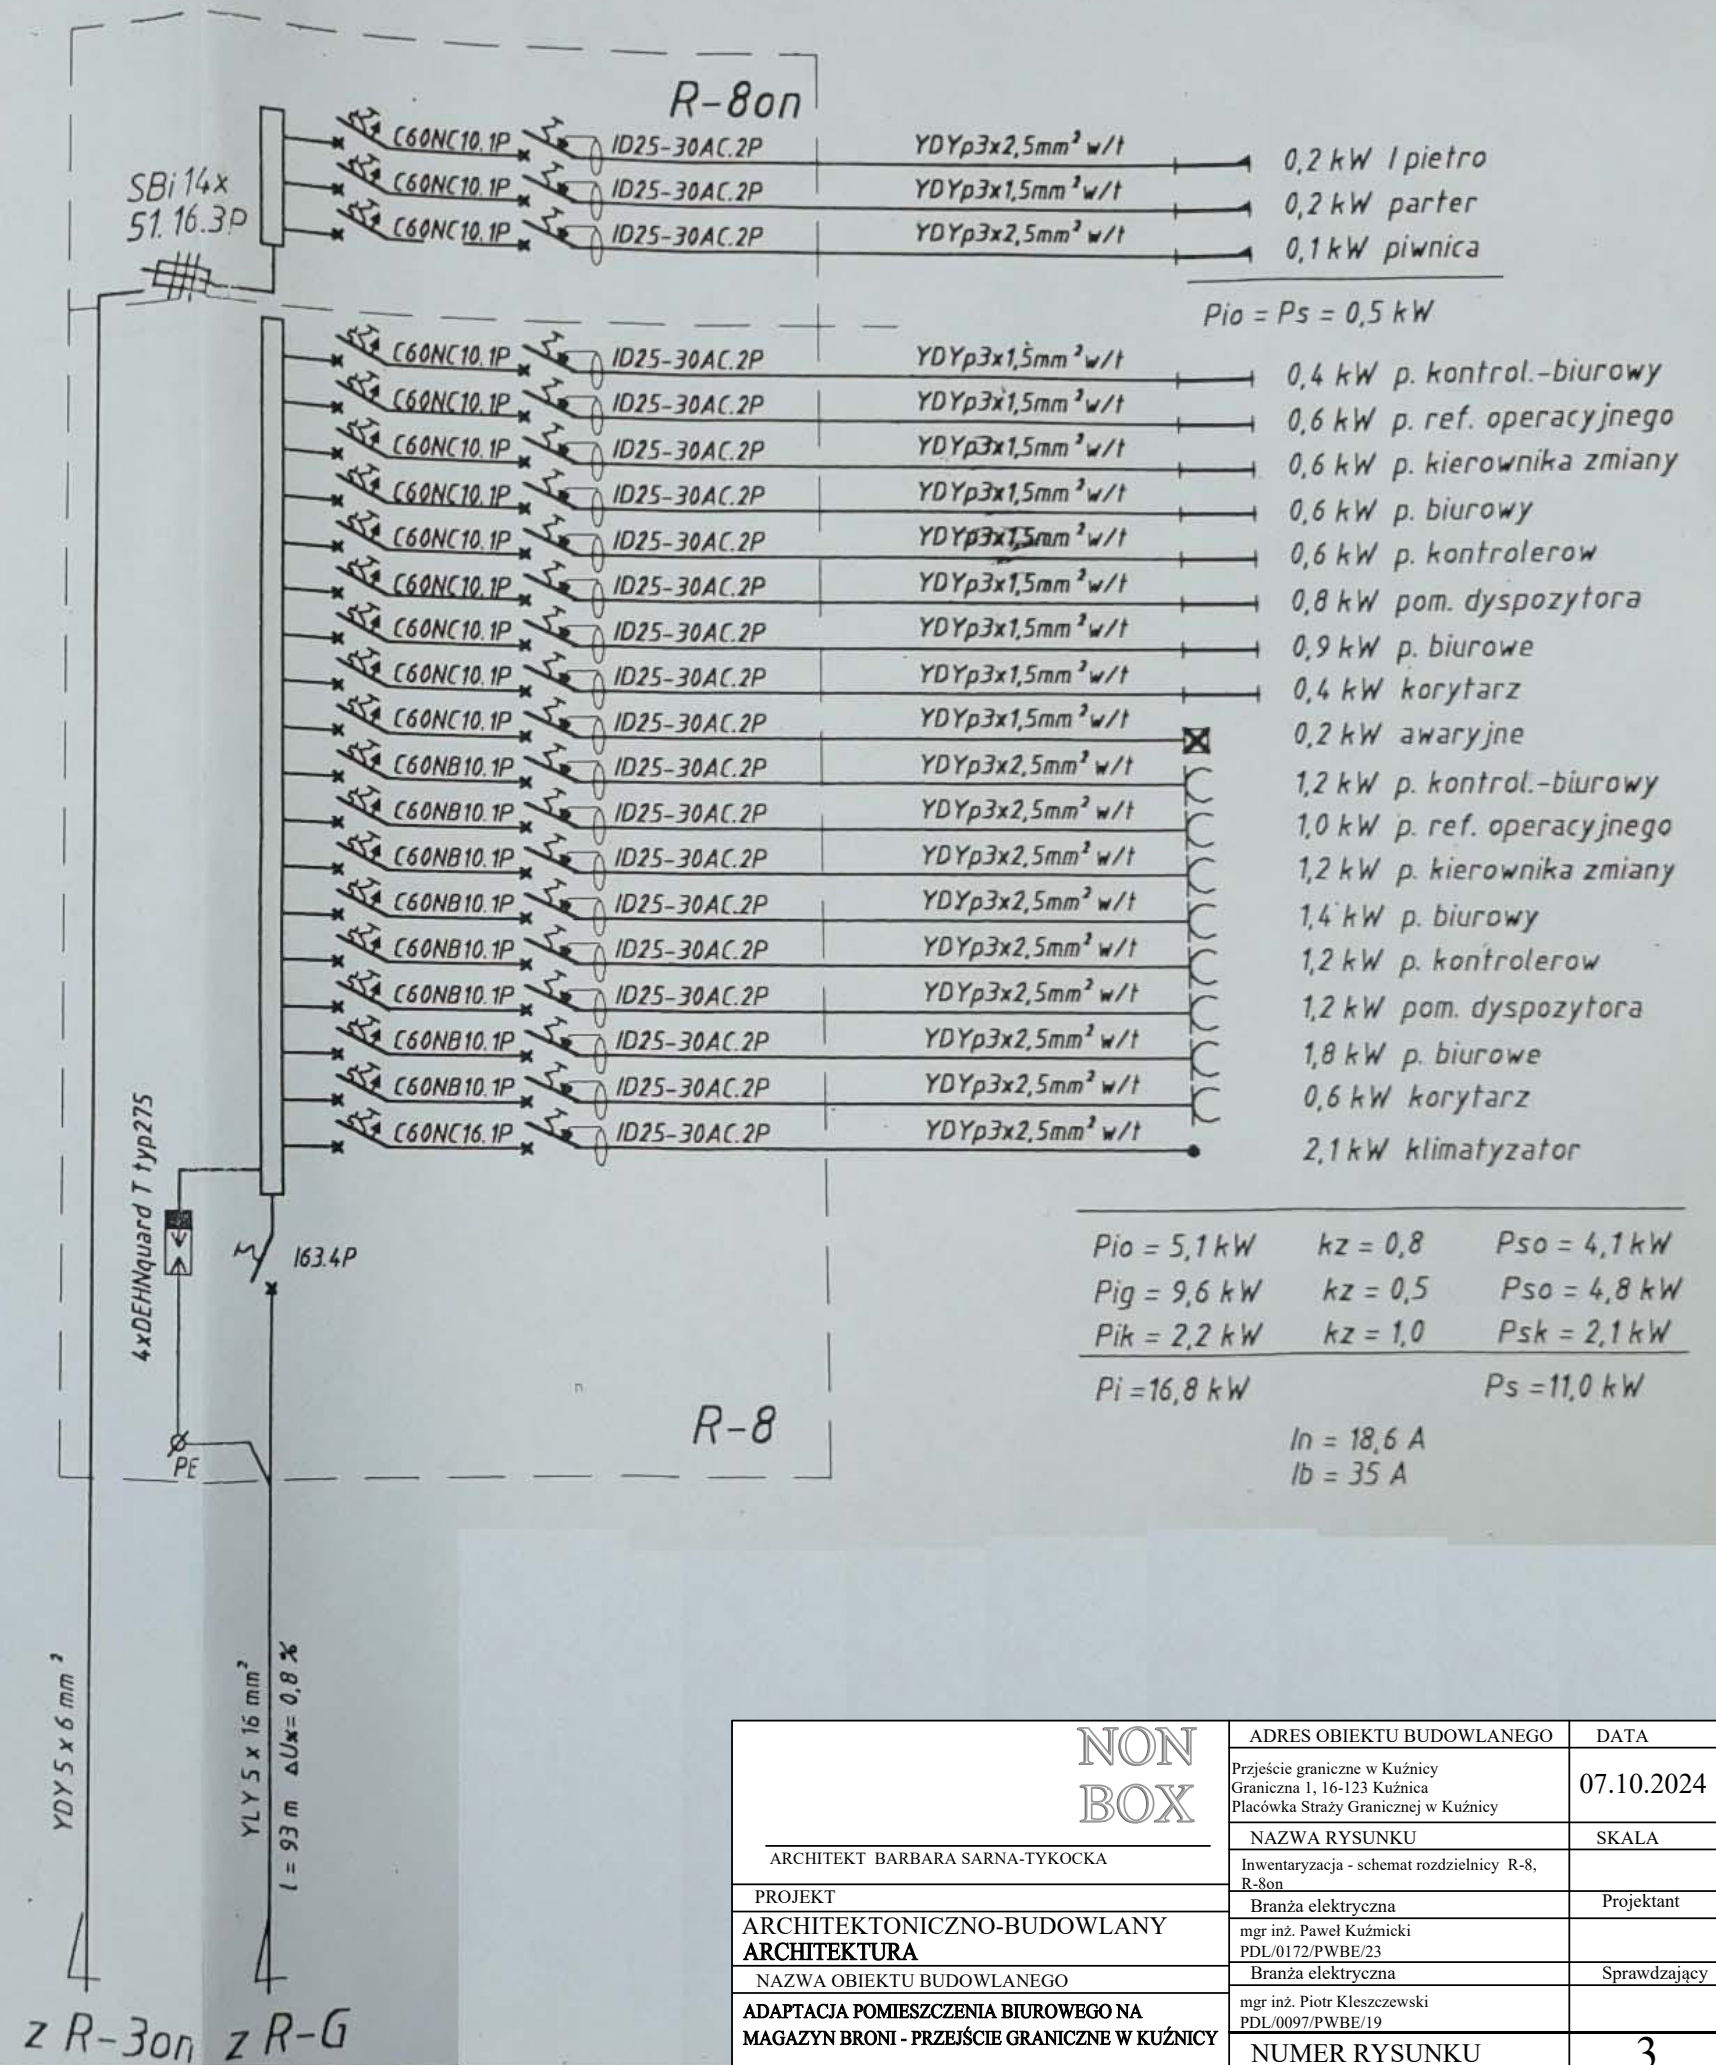 R-8on
SBi 14x
S1.16.3P
C60NC10.1P ID25-30AC.2P YDYp3x2,5mm² w/t 0,2 kW I pietro
C60NC10.1P ID25-30AC.2P YDYp3x1,5mm² w/t 0,2 kW parter
C60NC10.1P ID25-30AC.2P YDYp3x2,5mm² w/t 0,1 kW piwnica
Pio = Ps = 0,5 kW
C60NC10.1P ID25-30AC.2P YDYp3x1,5mm² w/t 0,4 kW p. kontrol.-biurowy
C60NC10.1P ID25-30AC.2P YDYp3x1,5mm² w/t 0,6 kW p. ref. operacyjnego
C60NC10.1P ID25-30AC.2P YDYp3x1,5mm² w/t 0,6 kW p. kierownika zmiany
C60NC10.1P ID25-30AC.2P YDYp3x1,5mm² w/t 0,6 kW p. biurowy
C60NC10.1P ID25-30AC.2P YDYp3x1,5mm² w/t 0,6 kW p. kontrolerow
C60NC10.1P ID25-30AC.2P YDYp3x1,5mm² w/t 0,8 kW pom. dyspozytora
C60NC10.1P ID25-30AC.2P YDYp3x1,5mm² w/t 0,9 kW p. biurowe
C60NC10.1P ID25-30AC.2P YDYp3x1,5mm² w/t 0,4 kW korytarz
C60NC10.1P ID25-30AC.2P YDYp3x1,5mm² w/t 0,2 kW awaryjne
C60NB10.1P ID25-30AC.2P YDYp3x2,5mm² w/t 1,2 kW p. kontrol.-biurowy
C60NB10.1P ID25-30AC.2P YDYp3x2,5mm² w/t 1,0 kW p. ref. operacyjnego
C60NB10.1P ID25-30AC.2P YDYp3x2,5mm² w/t 1,2 kW p. kierownika zmiany
C60NB10.1P ID25-30AC.2P YDYp3x2,5mm² w/t 1,4 kW p. biurowy
C60NB10.1P ID25-30AC.2P YDYp3x2,5mm² w/t 1,2 kW p. kontrolerow
C60NB10.1P ID25-30AC.2P YDYp3x2,5mm² w/t 1,2 kW pom. dyspozytora
C60NB10.1P ID25-30AC.2P YDYp3x2,5mm² w/t 1,8 kW p. biurowe
C60NB10.1P ID25-30AC.2P YDYp3x2,5mm² w/t 0,6 kW korytarz
C60NC16.1P ID25-30AC.2P YDYp3x2,5mm² w/t 2,1 kW klimatyzator
4xDEHNquard T typ275
I63.4P
PE
Pio = 5,1 kW kz = 0,8 Pso = 4,1 kW
Pig = 9,6 kW kz = 0,5 Pso = 4,8 kW
Pik = 2,2 kW kz = 1,0 Psk = 2,1 kW
Pi =16,8 kW Ps =11,0 kW
In = 18,6 A
Ib = 35 A
R-8
YDY 5 x 6 mm²
YLY 5 x 16 mm²
l = 93 m ΔUx= 0,8 %
z R-3on z R-G
NON
BOX
ARCHITEKT BARBARA SARNA-TYKOCKA
PROJEKT
ARCHITEKTONICZNO-BUDOWLANY
ARCHITEKTURA
NAZWA OBIEKTU BUDOWLANEGO
ADAPTACJA POMIESZCZENIA BIUROWEGO NA
MAGAZYN BRONI - PRZEJŚCIE GRANICZNE W KUŹNICY
ADRES OBIEKTU BUDOWLANEGO DATA
Przjeście graniczne w Kuźnicy
Graniczna 1, 16-123 Kuźnica
Placówka Straży Granicznej w Kuźnicy
07.10.2024
NAZWA RYSUNKU SKALA
Inwentaryzacja - schemat rozdzielnicy R-8,
R-8on
Branża elektryczna Projektant
mgr inż. Paweł Kuźmicki
PDL/0172/PWBE/23
Branża elektryczna Sprawdzający
mgr inż. Piotr Kleszczewski
PDL/0097/PWBE/19
NUMER RYSUNKU 3